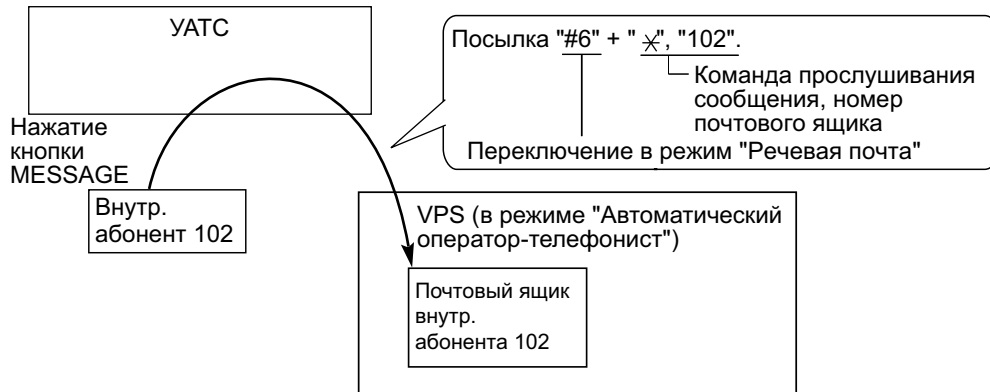 УАТС
Посылка "#6" + " ⚹", "102".
Команда прослушивания
сообщения, номер
почтового ящика
Переключение в режим "Речевая почта"
Нажатие
кнопки
MESSAGE
Внутр.
абонент 102
VPS (в режиме "Автоматический
оператор-телефонист")
Почтовый ящик
внутр.
абонента 102